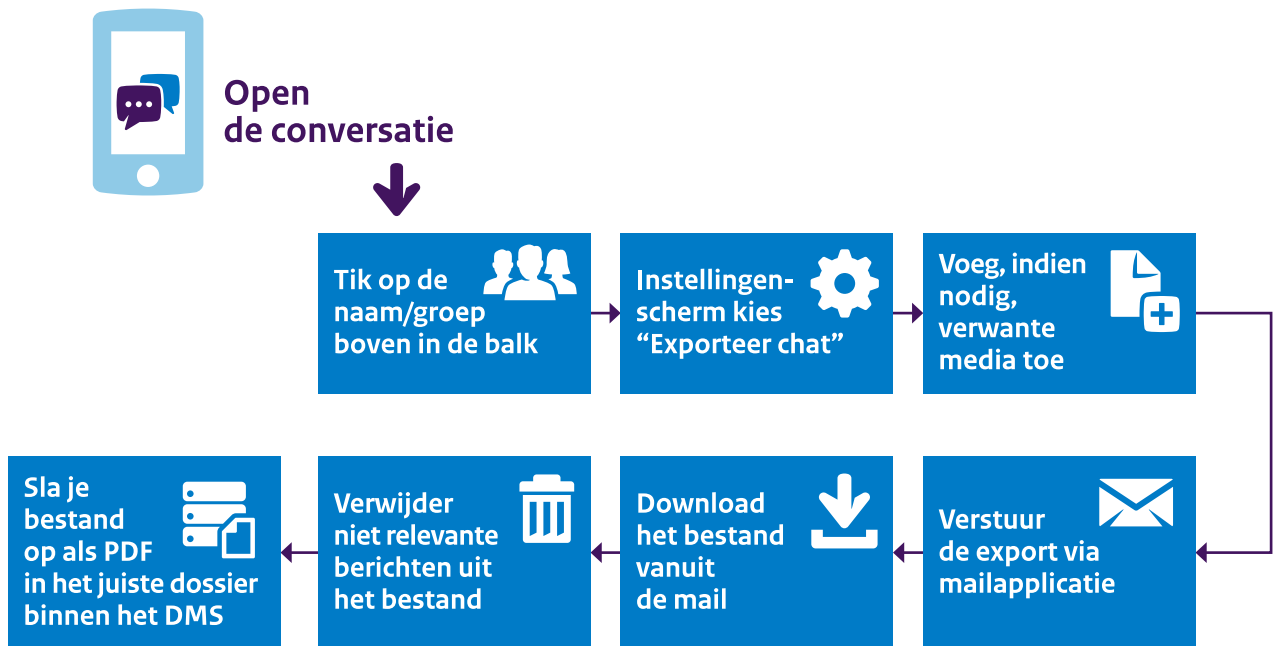 Open
de conversatie
Tik op de
naam/groep
boven in de balk
Instellingen-
scherm kies
“Exporteer chat”
Voeg, indien
nodig,
verwante
media toe
Verstuur
de export via
mailapplicatie
Download
het bestand
vanuit
de mail
Verwijder
niet relevante
berichten uit
het bestand
Sla je
bestand
op als PDF
in het juiste dossier
binnen het DMS